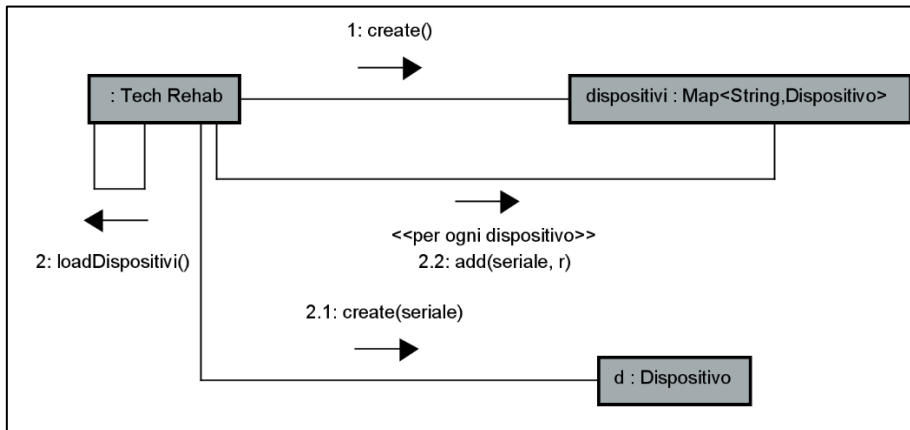 1: create()
: Tech Rehab
dispositivi : Map<String,Dispositivo>
<<per ogni dispositivo>>
2: loadDispositivi()
2.2: add(seriale, r)
2.1: create(seriale)
d : Dispositivo